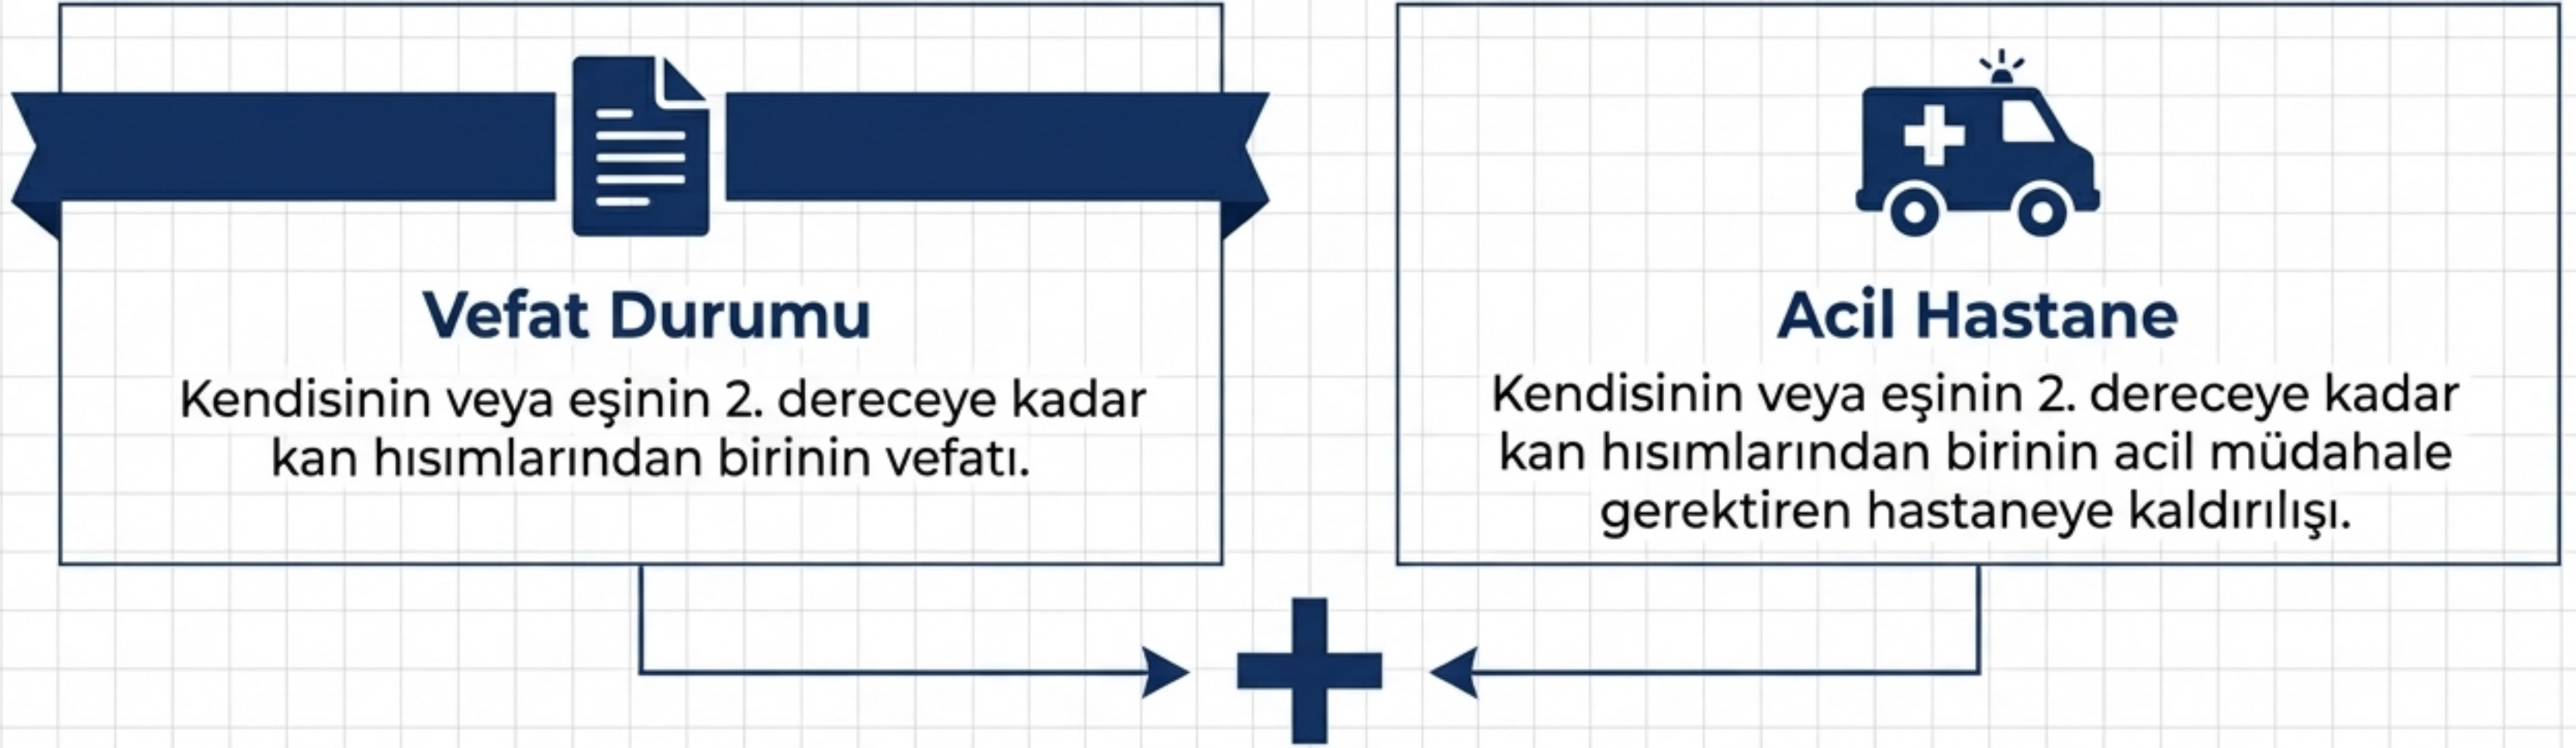 Vefat Durumu
Kendisinin veya eşinin 2. dereceye kadar
kan hısımlarından birinin vefatı.
Acil Hastane
Kendisinin veya eşinin 2. dereceye kadar
kan hısımlarından birinin acil müdahale
gerektiren hastaneye kaldırılışı.